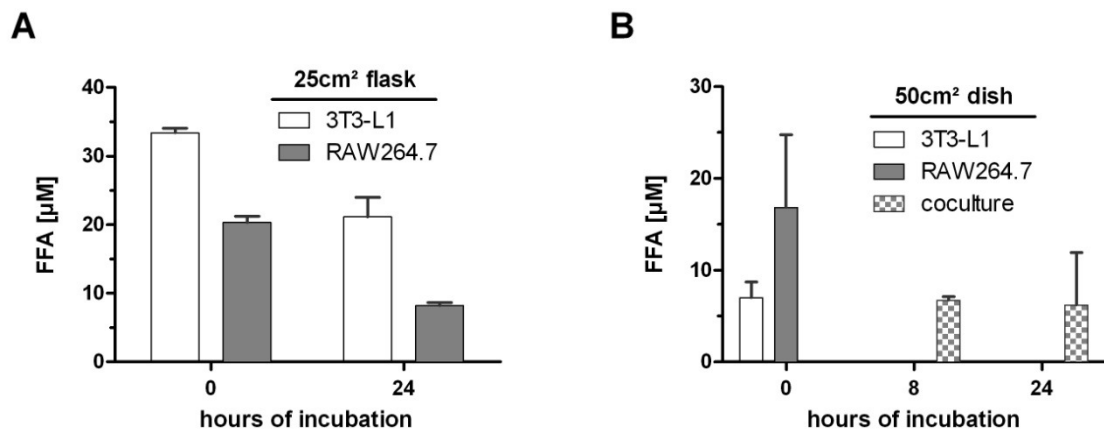 A
25cm² flask
3T3-L1
RAW264.7
40
30
20
10
0
FFA [µM]
0 24
hours of incubation
B
50cm² dish
3T3-L1
RAW264.7
coculture
30
20
10
0
FFA [µM]
0 8 24
hours of incubation